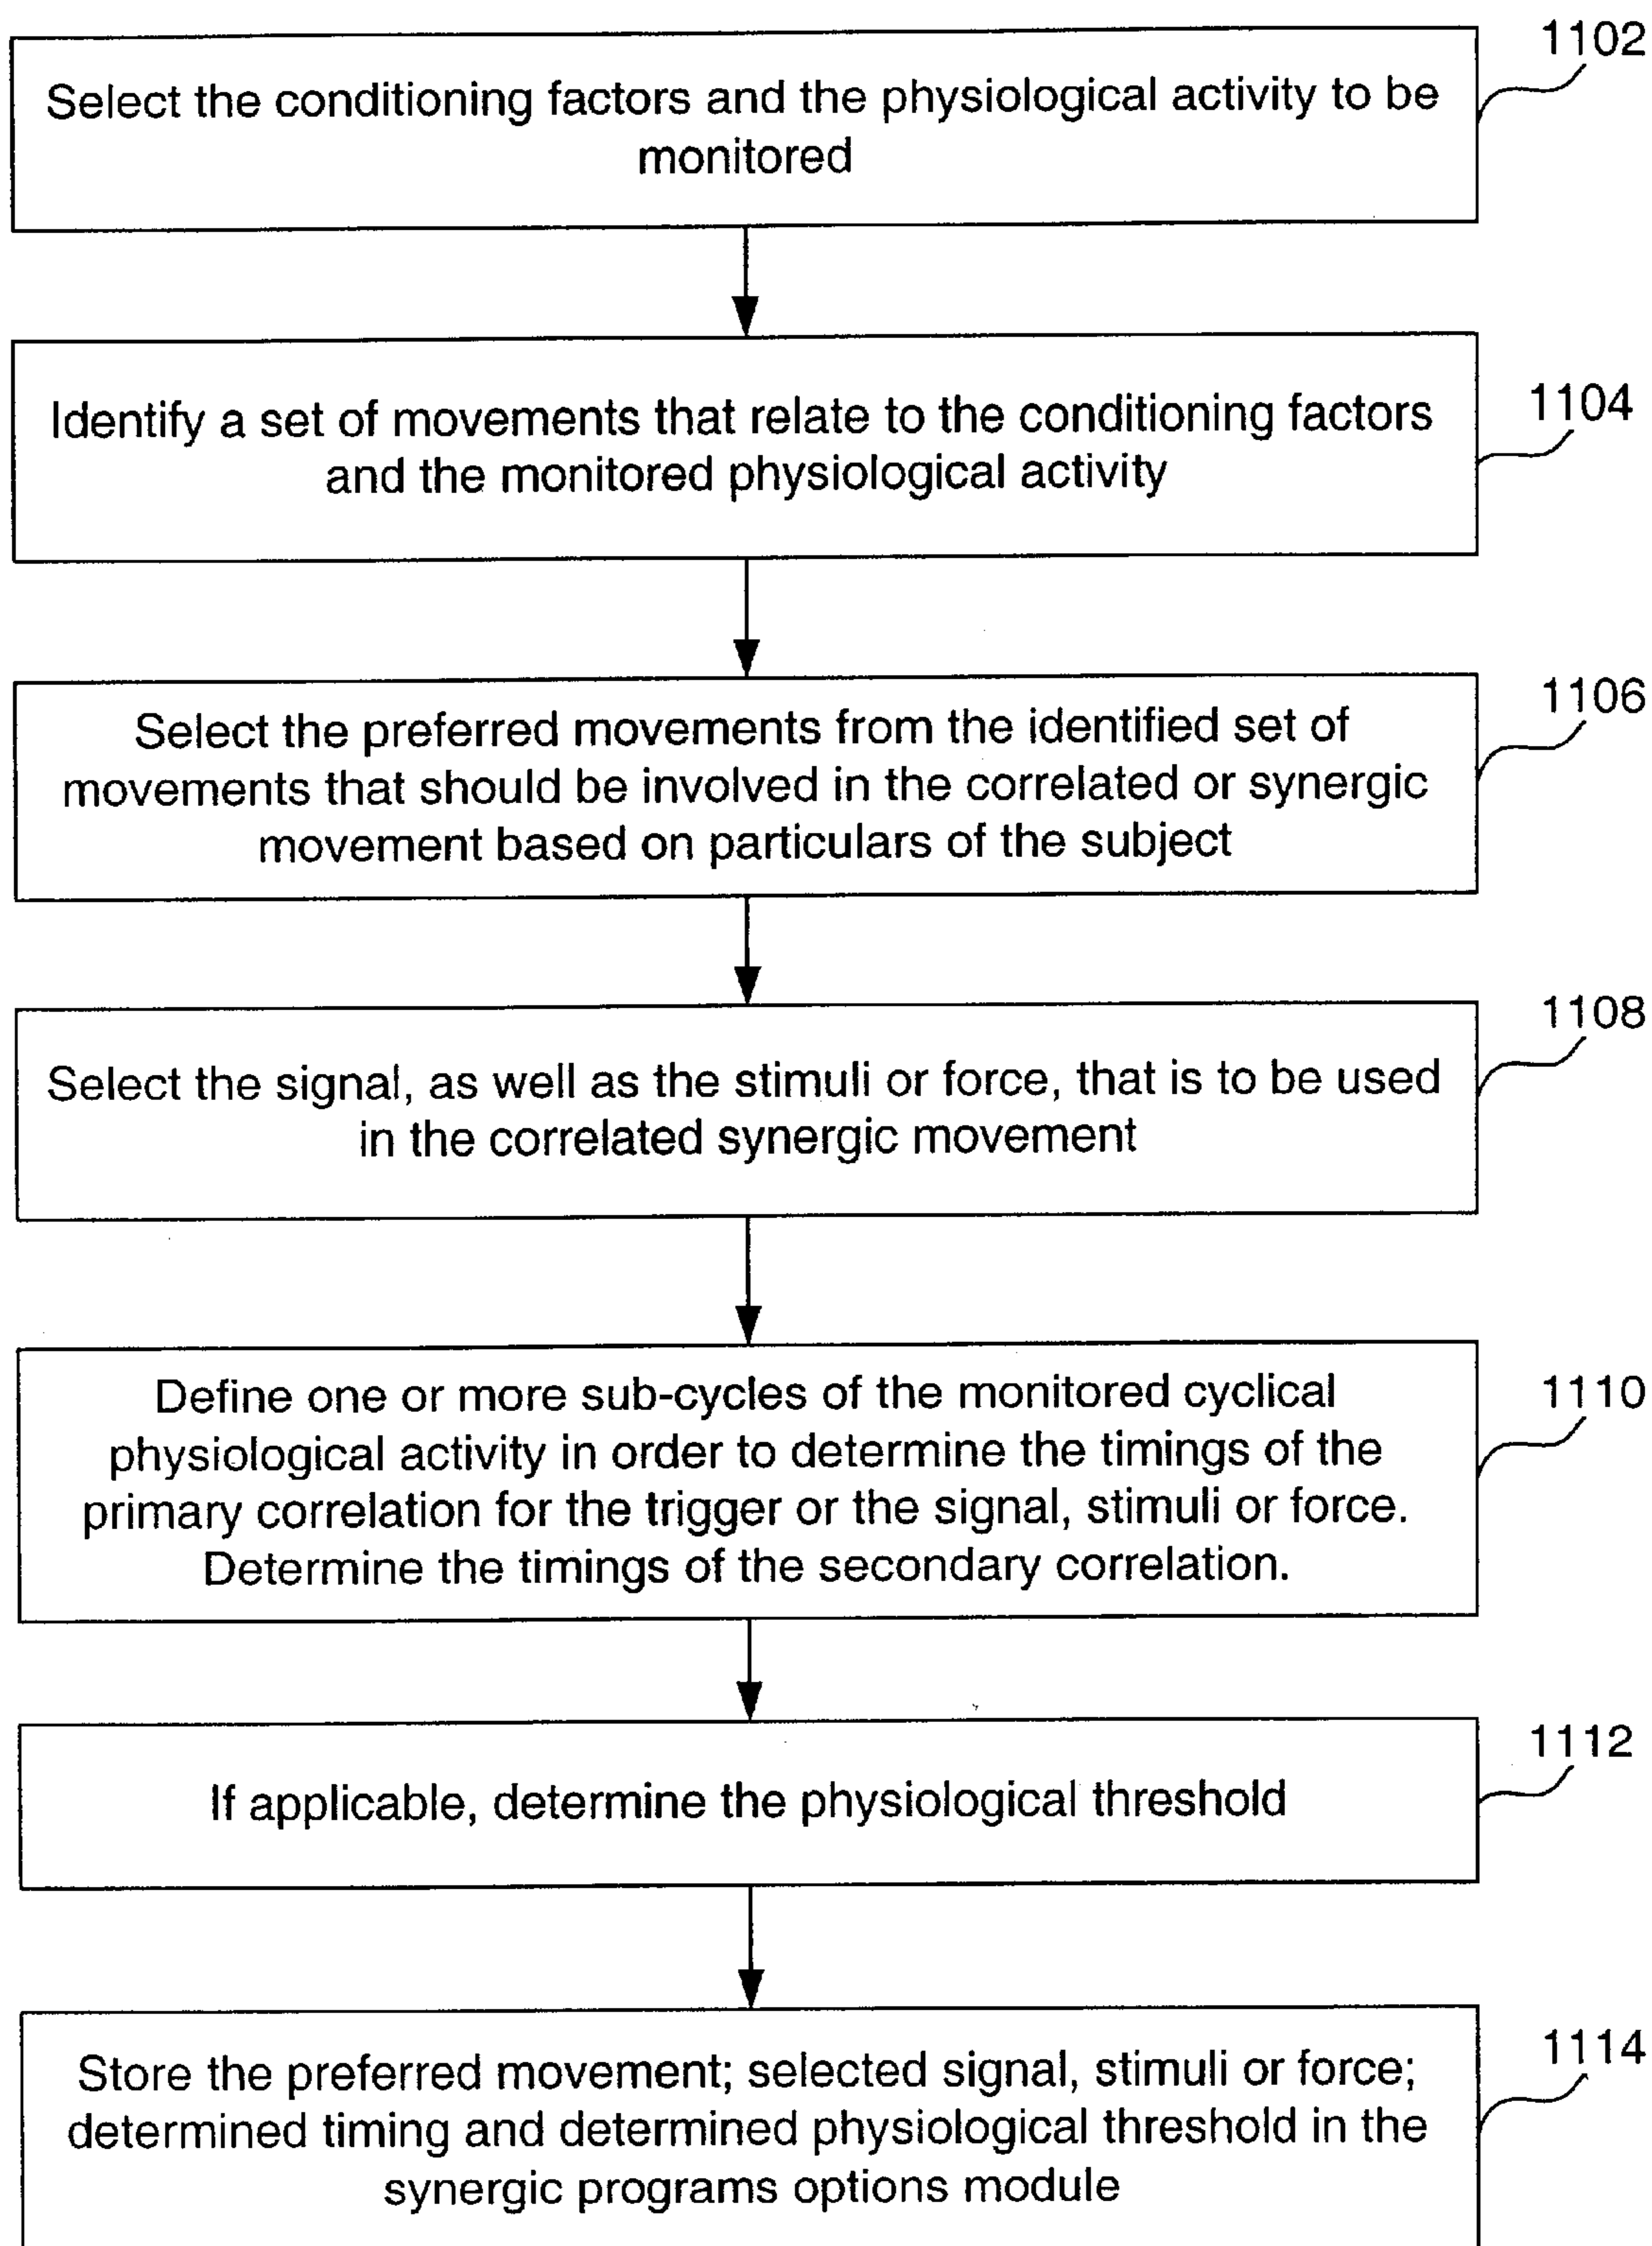 1102
Select the conditioning factors and the physiological activity to be
monitored
1104
Identify a set of movements that relate to the conditioning factors
and the monitored physiological activity
1106
Select the preferred movements from the identified set of
movements that should be involved in the correlated or synergic
movement based on particulars of the subject
1108
Select the signal, as well as the stimuli or force, that is to be used
in the correlated synergic movement
1110
Define one or more sub-cycles of the monitored cyclical
physiological activity in order to determine the timings of the
primary correlation for the trigger or the signal, stimuli or force.
Determine the timings of the secondary correlation.
1112
If applicable, determine the physiological threshold
1114
Store the preferred movement; selected signal, stimuli or force;
determined timing and determined physiological threshold in the
synergic programs options module